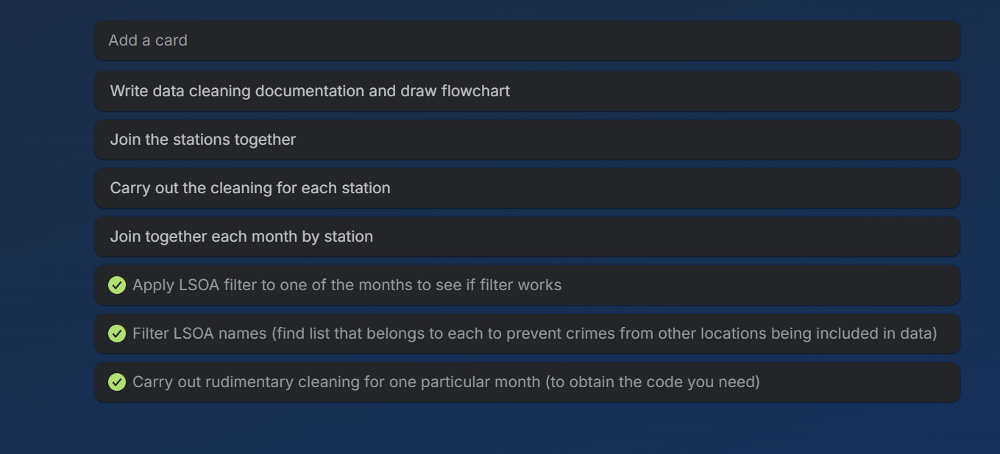 Add a card
Write data cleaning documentation and draw flowchart
Join the stations together
Carry out the cleaning for each station
Join together each month by station
Apply LSOA filter to one of the months to see if filter works
Filter LSOA names (find list that belongs to each to prevent crimes from other locations being included in data)
Carry out rudimentary cleaning for one particular month (to obtain the code you need)